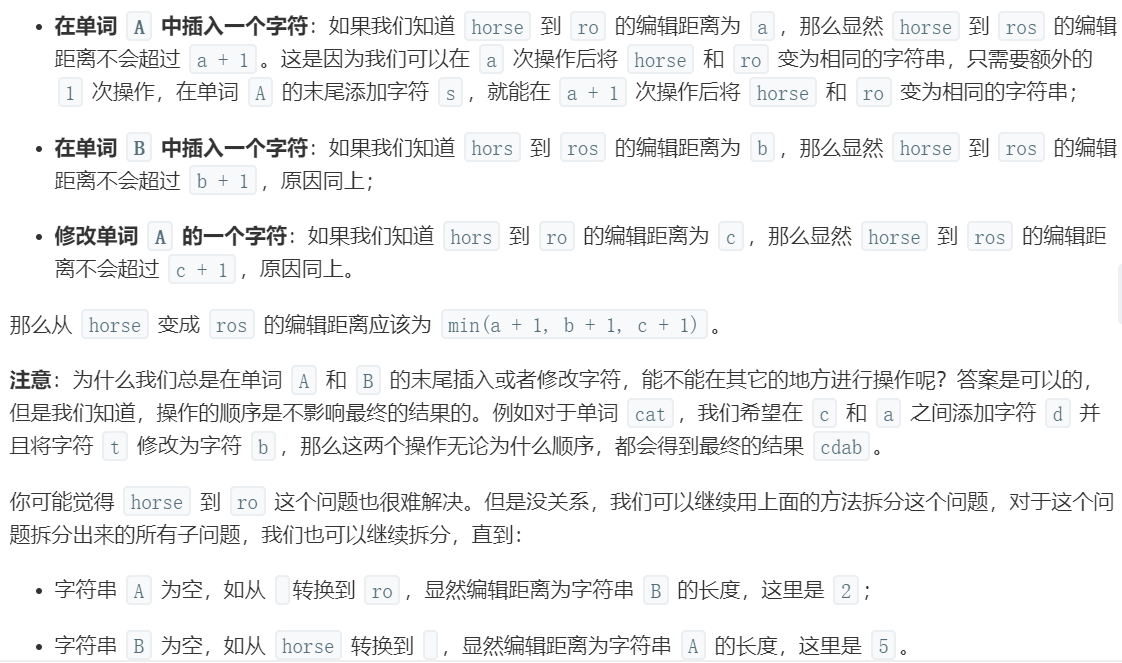 • 在单词 A 中插入一个字符：如果我们知道 horse 到 ro 的编辑距离为 a，那么显然 horse 到 ros 的编辑
距离不会超过 a + 1。这是因为我们可以在 a 次操作后将 horse 和 ro 变为相同的字符串，只需要额外的
1 次操作，在单词 A 的末尾添加字符 s，就能在 a + 1 次操作后将 horse 和 ro 变为相同的字符串；
• 在单词 B 中插入一个字符：如果我们知道 hors 到 ros 的编辑距离为 b，那么显然 horse 到 ros 的编辑
距离不会超过 b + 1，原因同上；
• 修改单词 A 的一个字符：如果我们知道 hors 到 ro 的编辑距离为 c，那么显然 horse 到 ros 的编辑距
离不会超过 c + 1，原因同上。
那么从 horse 变成 ros 的编辑距离应该为 min(a + 1, b + 1, c + 1)。
注意：为什么我们总是在单词 A 和 B 的末尾插入或者修改字符，能不能在其它的地方进行操作呢？答案是可以的，
但是我们知道，操作的顺序是不影响最终的结果的。例如对于单词 cat，我们希望在 c 和 a 之间添加字符 d 并
且将字符 t 修改为字符 b，那么这两个操作无论为什么顺序，都会得到最终的结果 cdab。
你可能觉得 horse 到 ro 这个问题也很难解决。但是没关系，我们可以继续用上面的方法拆分这个问题，对于这个问
题拆分出来的所有子问题，我们也可以继续拆分，直到：
• 字符串 A 为空，如从 转换到 ro，显然编辑距离为字符串 B 的长度，这里是 2；
• 字符串 B 为空，如从 horse 转换到 ，显然编辑距离为字符串 A 的长度，这里是 5。